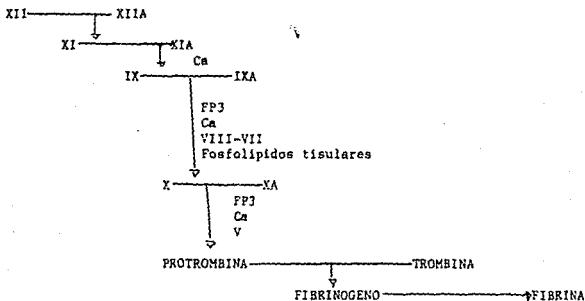 XII XIIA
XI XIA
Ca
IX IXA
FP3
Ca
VIII-VII
Fosfolipidos tisulares
X XA
FP3
Ca
V
PROTROMBINA TROMBINA
FIBRINOGENO FIBRINA